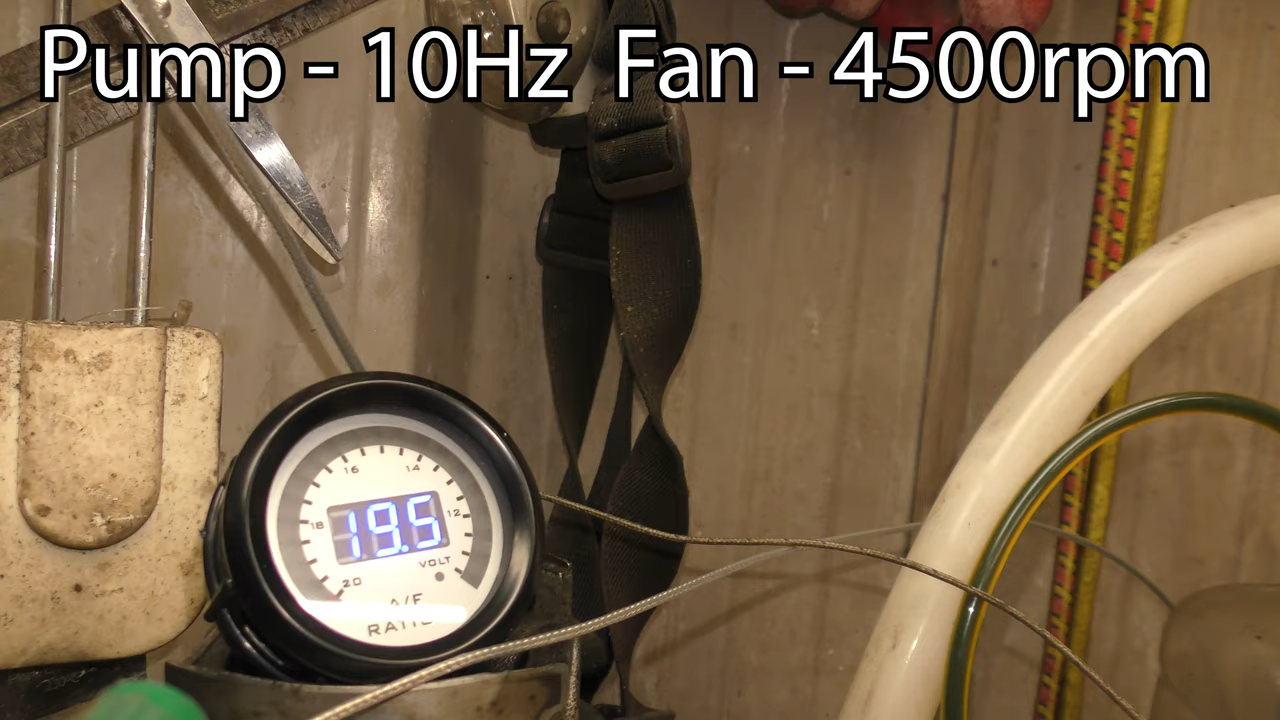 Pump - 10Hz Fan - 4500rpm
16 14
18 19.5 12
20 VOLT
A/F
RATIO